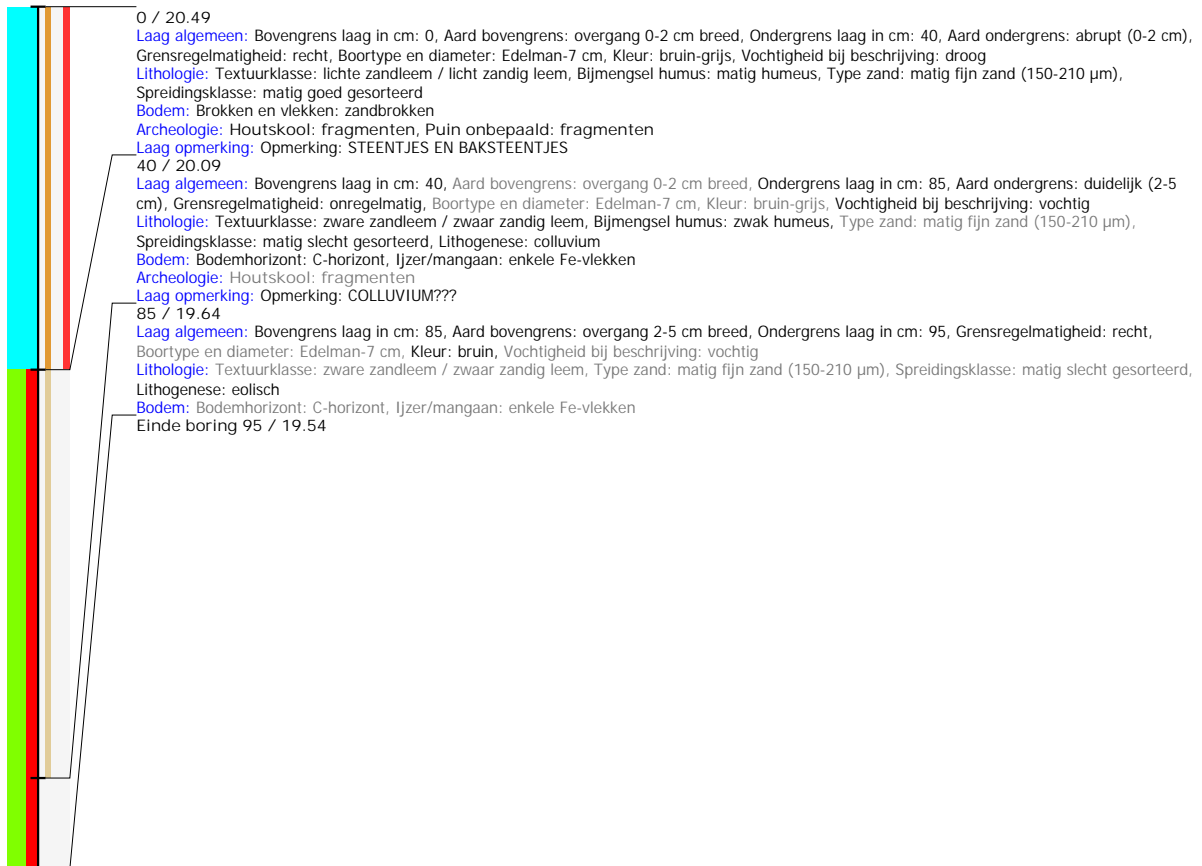 0 / 20.49
Laag algemeen: Bovengrens laag in cm: 0, Aard bovengrens: overgang 0-2 cm breed, Ondergrens laag in cm: 40, Aard ondergrens: abrupt (0-2 cm),
Grensregelmatigheid: recht, Boortype en diameter: Edelman-7 cm, Kleur: bruin-grijs, Vochtigheid bij beschrijving: droog
Lithologie: Textuurklasse: lichte zandleem / licht zandig leem, Bijmengsel humus: matig humeus, Type zand: matig fijn zand (150-210 µm),
Spreidingsklasse: matig goed gesorteerd
Bodem: Brokken en vlekken: zandbrokken
Archeologie: Houtskool: fragmenten, Puin onbepaald: fragmenten
Laag opmerking: Opmerking: STEENTJES EN BAKSTEENTJES
40 / 20.09
Laag algemeen: Bovengrens laag in cm: 40, Aard bovengrens: overgang 0-2 cm breed, Ondergrens laag in cm: 85, Aard ondergrens: duidelijk (2-5
cm), Grensregelmatigheid: onregelmatig, Boortype en diameter: Edelman-7 cm, Kleur: bruin-grijs, Vochtigheid bij beschrijving: vochtig
Lithologie: Textuurklasse: zware zandleem / zwaar zandig leem, Bijmengsel humus: zwak humeus, Type zand: matig fijn zand (150-210 µm),
Spreidingsklasse: matig slecht gesorteerd, Lithogenese: colluvium
Bodem: Bodemhorizont: C-horizont, Ijzer/mangaan: enkele Fe-vlekken
Archeologie: Houtskool: fragmenten
Laag opmerking: Opmerking: COLLUVIUM???
85 / 19.64
Laag algemeen: Bovengrens laag in cm: 85, Aard bovengrens: overgang 2-5 cm breed, Ondergrens laag in cm: 95, Grensregelmatigheid: recht,
Boortype en diameter: Edelman-7 cm, Kleur: bruin, Vochtigheid bij beschrijving: vochtig
Lithologie: Textuurklasse: zware zandleem / zwaar zandig leem, Type zand: matig fijn zand (150-210 µm), Spreidingsklasse: matig slecht gesorteerd,
Lithogenese: eolisch
Bodem: Bodemhorizont: C-horizont, Ijzer/mangaan: enkele Fe-vlekken
Einde boring 95 / 19.54